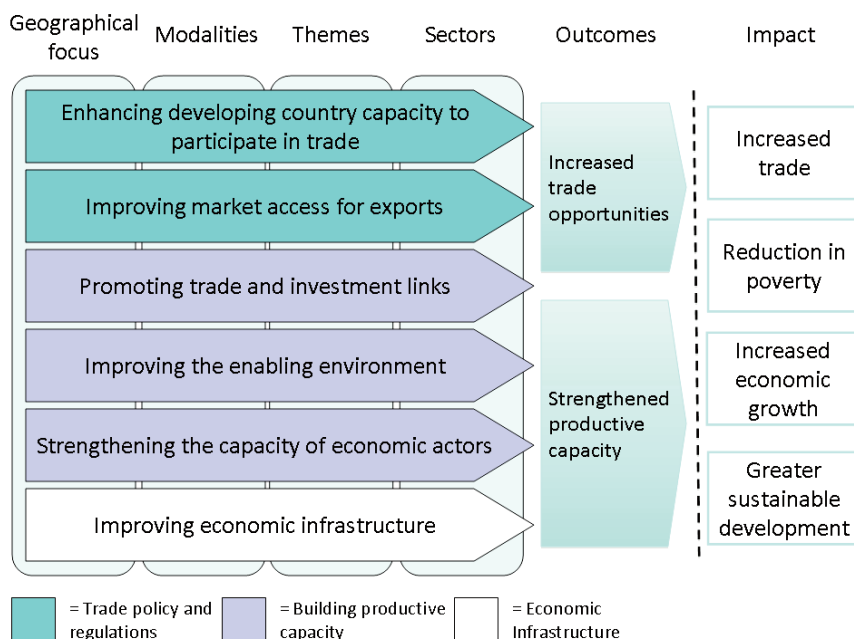 Geographical
focus
Modalities
Themes
Sectors
Outcomes
Impact
Enhancing developing country capacity to
participate in trade
Improving market access for exports
Promoting trade and investment links
Improving the enabling environment
Strengthening the capacity of economic actors
Improving economic infrastructure
Increased
trade
opportunities
Strengthened
productive
capacity
Increased
trade
Reduction in
poverty
Increased
economic
growth
Greater
sustainable
development
= Trade policy and
regulations
= Building productive
capacity
= Economic
Infrastructure